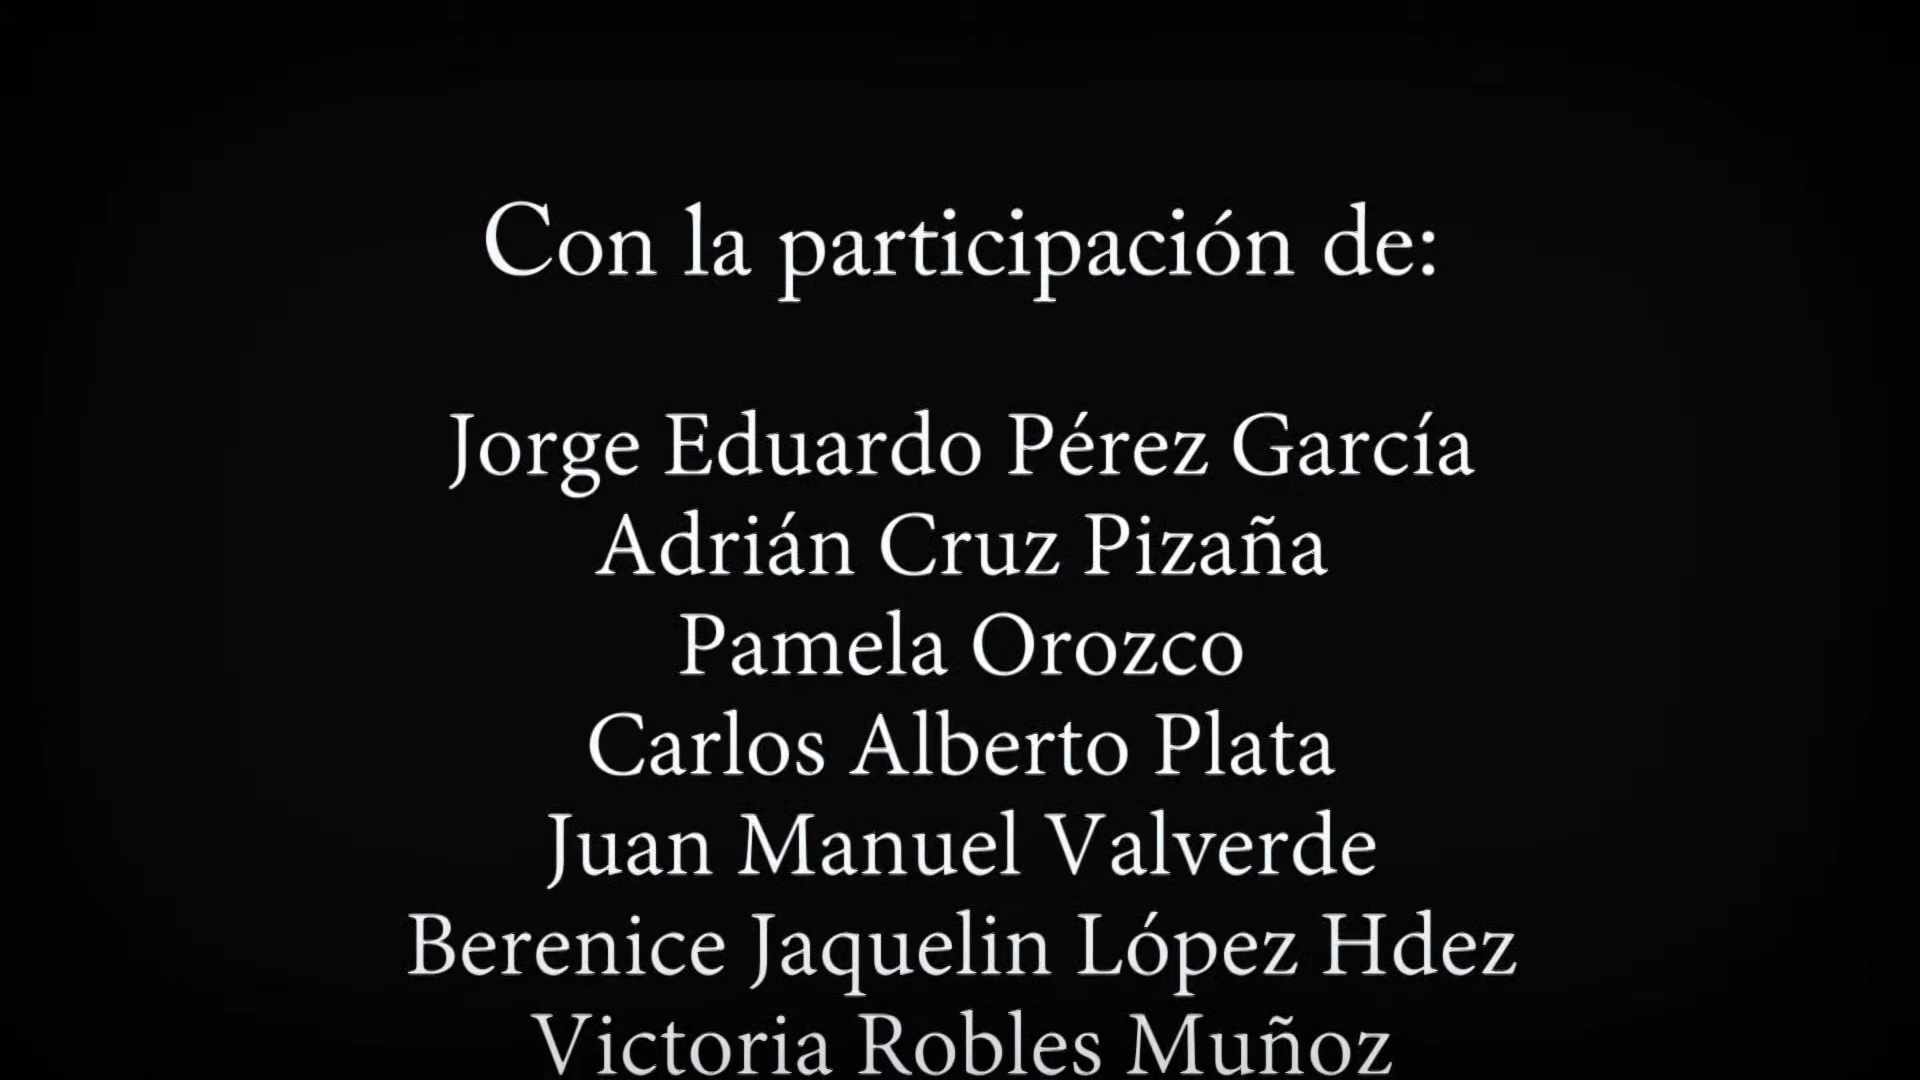 Con la participación de:
Jorge Eduardo Pérez García
Adrián Cruz Pizaña
Pamela Orozco
Carlos Alberto Plata
Juan Manuel Valverde
Berenice Jaquelin López Hdez
Victoria Robles Muñoz